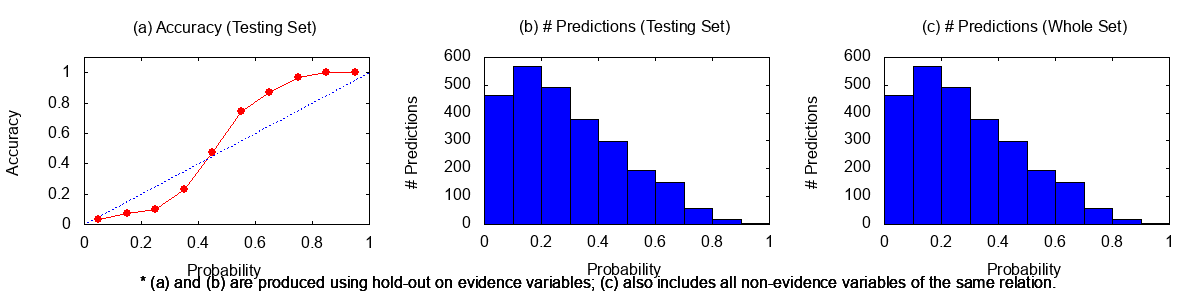 (a) Accuracy (Testing Set)
(b) # Predictions (Testing Set)
(c) # Predictions (Whole Set)
Accuracy
1
0.8
0.6
0.4
0.2
0
0 0.2 0.4 0.6 0.8 1
Probability
# Predictions
600
500
400
300
200
100
0
0 0.2 0.4 0.6 0.8 1
Probability
# Predictions
600
500
400
300
200
100
0
0 0.2 0.4 0.6 0.8 1
Probability
* (a) and (b) are produced using hold-out on evidence variables; (c) also includes all non-evidence variables of the same relation.